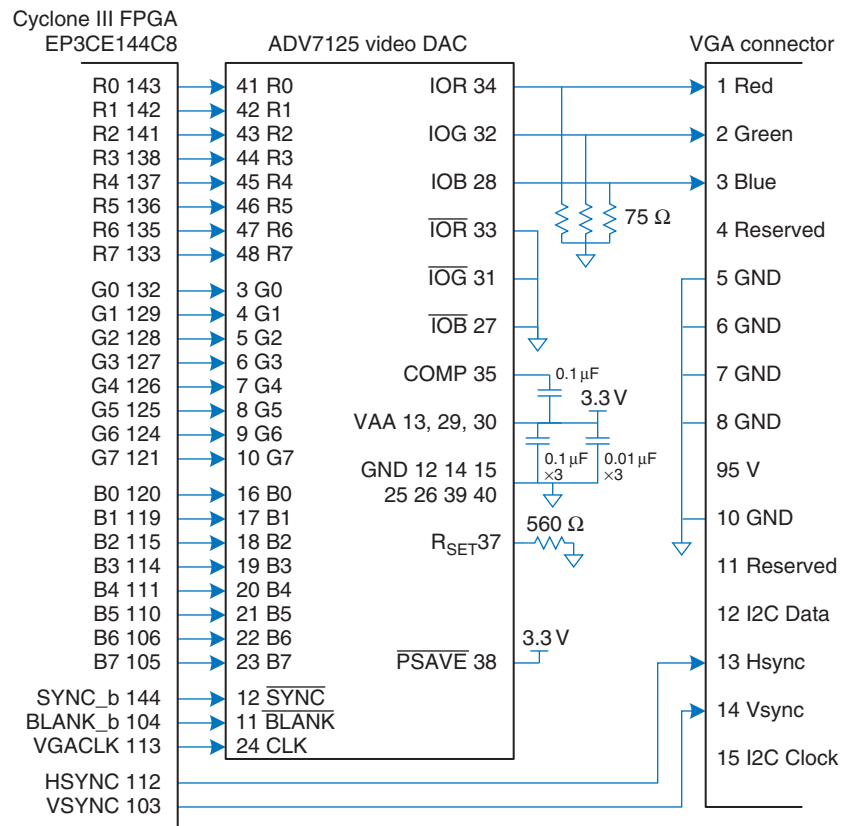 Cyclone III FPGA
EP3CE144C8
ADV7125 video DAC
VGA connector
R0 143
R1 142
R2 141
R3 138
R4 137
R5 136
R6 135
R7 133
G0 132
G1 129
G2 128
G3 127
G4 126
G5 125
G6 124
G7 121
B0 120
B1 119
B2 115
B3 114
B4 111
B5 110
B6 106
B7 105
SYNC_b 144
BLANK_b 104
VGACLK 113
HSYNC 112
VSYNC 103
41 R0
42 R1
43 R2
44 R3
45 R4
46 R5
47 R6
48 R7
3 G0
4 G1
5 G2
6 G3
7 G4
8 G5
9 G6
10 G7
16 B0
17 B1
18 B2
19 B3
20 B4
21 B5
22 B6
23 B7
12 SYNC
11 BLANK
24 CLK
IOR 34
IOG 32
IOB 28
IOR 33
IOG 31
IOB 27
COMP 35
VAA 13, 29, 30
GND 12 14 15
25 26 39 40
RSET37
PSAVE 38
75 Ω
0.1 µF
3.3 V
0.1 µF
×3
0.01 µF
×3
560 Ω
3.3 V
1 Red
2 Green
3 Blue
4 Reserved
5 GND
6 GND
7 GND
8 GND
95 V
10 GND
11 Reserved
12 I2C Data
13 Hsync
14 Vsync
15 I2C Clock